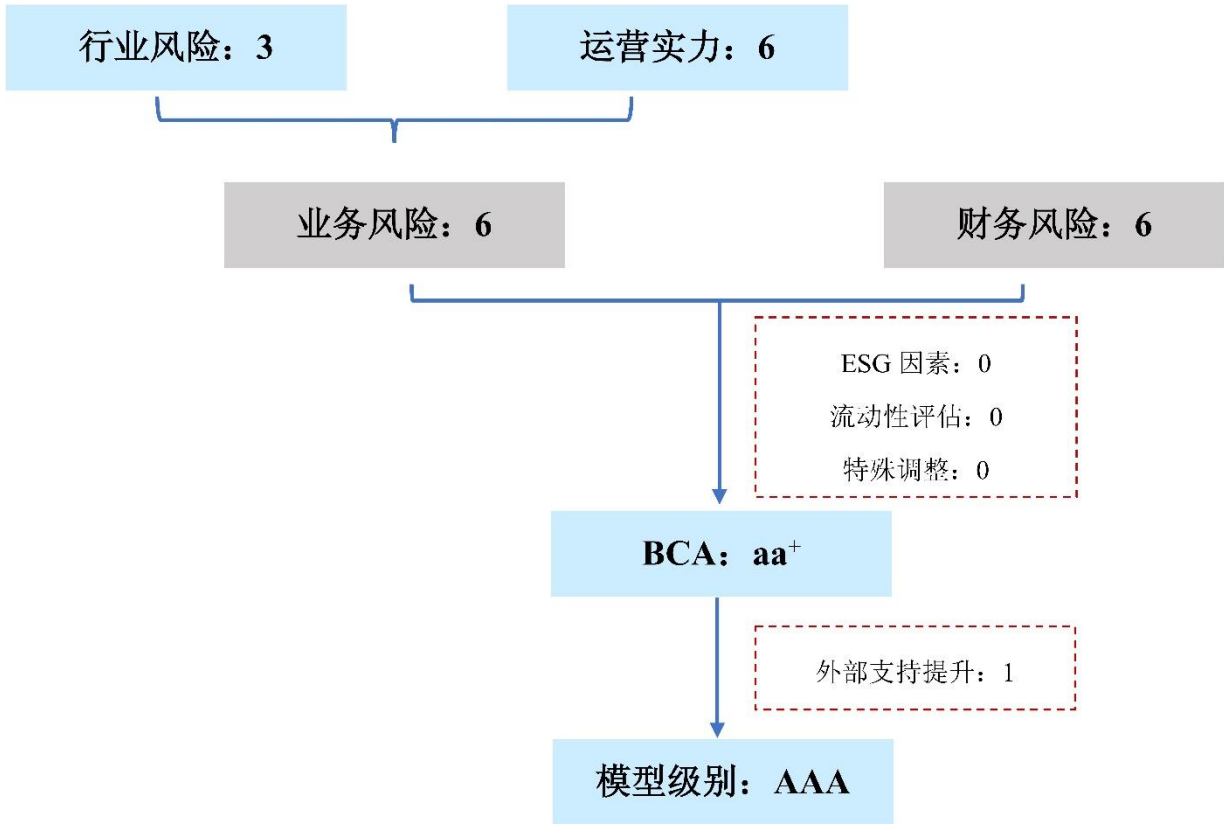 行业风险：3
运营实力：6
业务风险：6
财务风险：6
ESG 因素：0
流动性评估：0
特殊调整：0
BCA：aa⁺
外部支持提升：1
模型级别：AAA